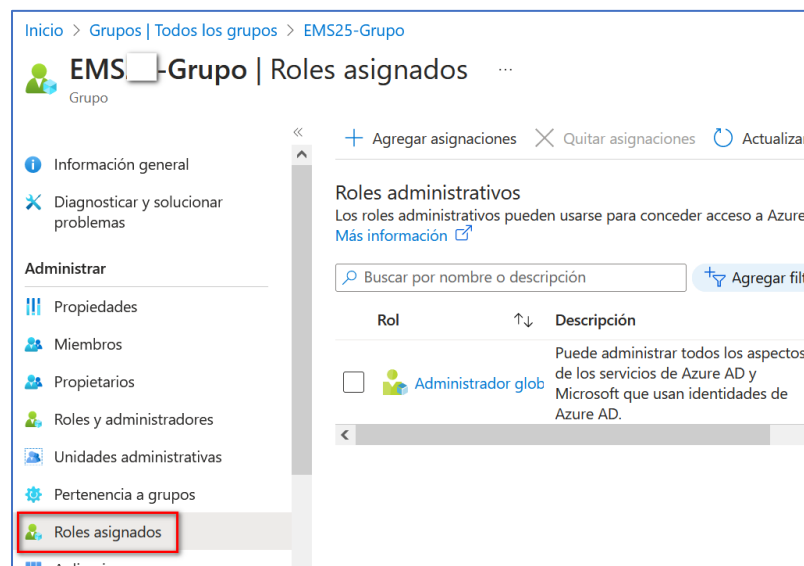 Inicio > Grupos | Todos los grupos > EMS25-Grupo
EMS -Grupo | Roles asignados ...
Grupo
«
Agregar asignaciones
Quitar asignaciones
Actualizar
Información general
Diagnosticar y solucionar
problemas
Administrar
Propiedades
Miembros
Propietarios
Roles y administradores
Unidades administrativas
Pertenencia a grupos
Roles asignados
Roles administrativos
Los roles administrativos pueden usarse para conceder acceso a Azure
Más información
Buscar por nombre o descripción
Agregar filt
Rol
Descripción
Administrador glob
Puede administrar todos los aspectos
de los servicios de Azure AD y
Microsoft que usan identidades de
Azure AD.